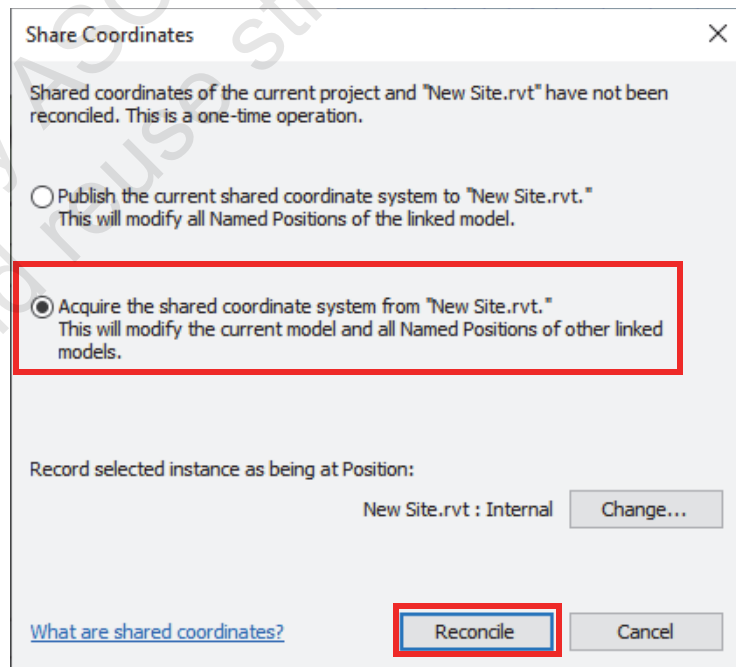 Share Coordinates
Shared coordinates of the current project and "New Site.rvt" have not been
reconciled. This is a one-time operation.
Publish the current shared coordinate system to "New Site.rvt."
This will modify all Named Positions of the linked model.
Acquire the shared coordinate system from "New Site.rvt."
This will modify the current model and all Named Positions of other linked
models.
Record selected instance as being at Position:
New Site.rvt : Internal
Change...
What are shared coordinates?
Reconcile
Cancel